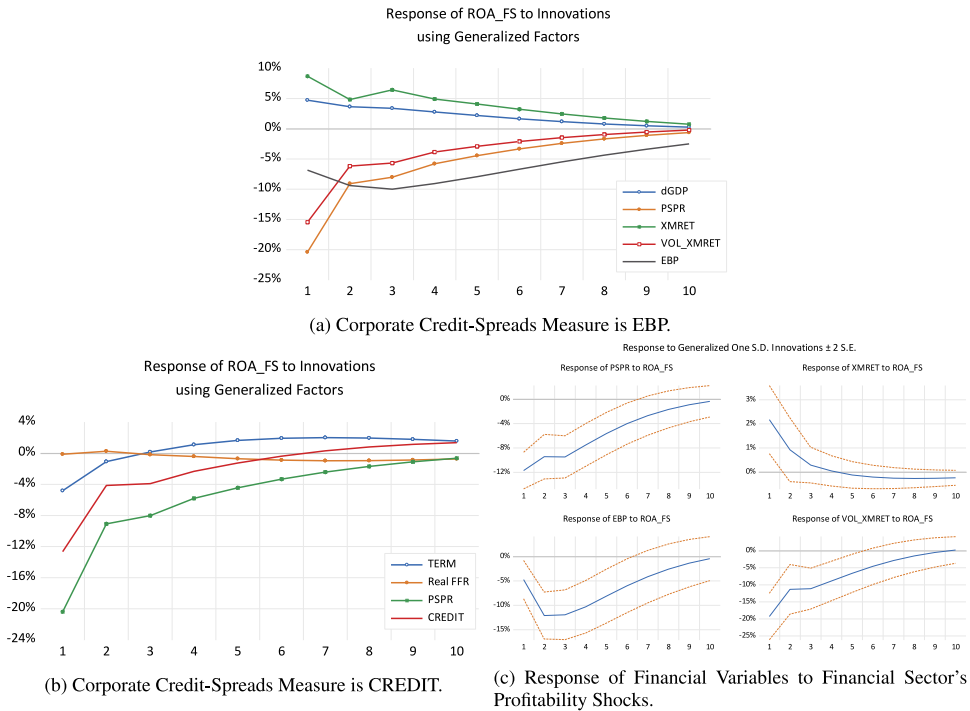 Response of ROA_FS to Innovations
using Generalized Factors
10%
5%
0%
-5%
-10%
-15%
-20%
-25%
1 2 3 4 5 6 7 8 9 10
dGDP
PSPR
XMRET
VOL_XMRET
EBP
(a) Corporate Credit-Spreads Measure is EBP.
Response of ROA_FS to Innovations
using Generalized Factors
4%
0%
-4%
-8%
-12%
-16%
-20%
-24%
1 2 3 4 5 6 7 8 9 10
TERM
Real FFR
PSPR
CREDIT
(b) Corporate Credit-Spreads Measure is CREDIT.
Response to Generalized One S.D. Innovations ± 2 S.E.
Response of PSPR to ROA_FS
0%
-4%
-8%
-12%
1 2 3 4 5 6 7 8 9 10
Response of XMRET to ROA_FS
3%
2%
1%
0%
1 2 3 4 5 6 7 8 9 10
Response of EBP to ROA_FS
0%
-5%
-10%
-15%
1 2 3 4 5 6 7 8 9 10
Response of VOL_XMRET to ROA_FS
0%
-5%
-10%
-15%
-20%
-25%
1 2 3 4 5 6 7 8 9 10
(c) Response of Financial Variables to Financial Sector's
Profitability Shocks.